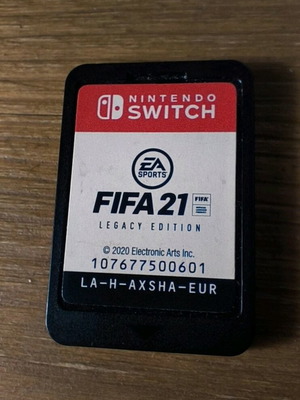 NINTENDO
SWITCH
EA
SPORTS
FIFA 21 FIFA
LEGACY EDITION
© 2020 Electronic Arts Inc.
107677500601
LA-H-AXSHA-EUR